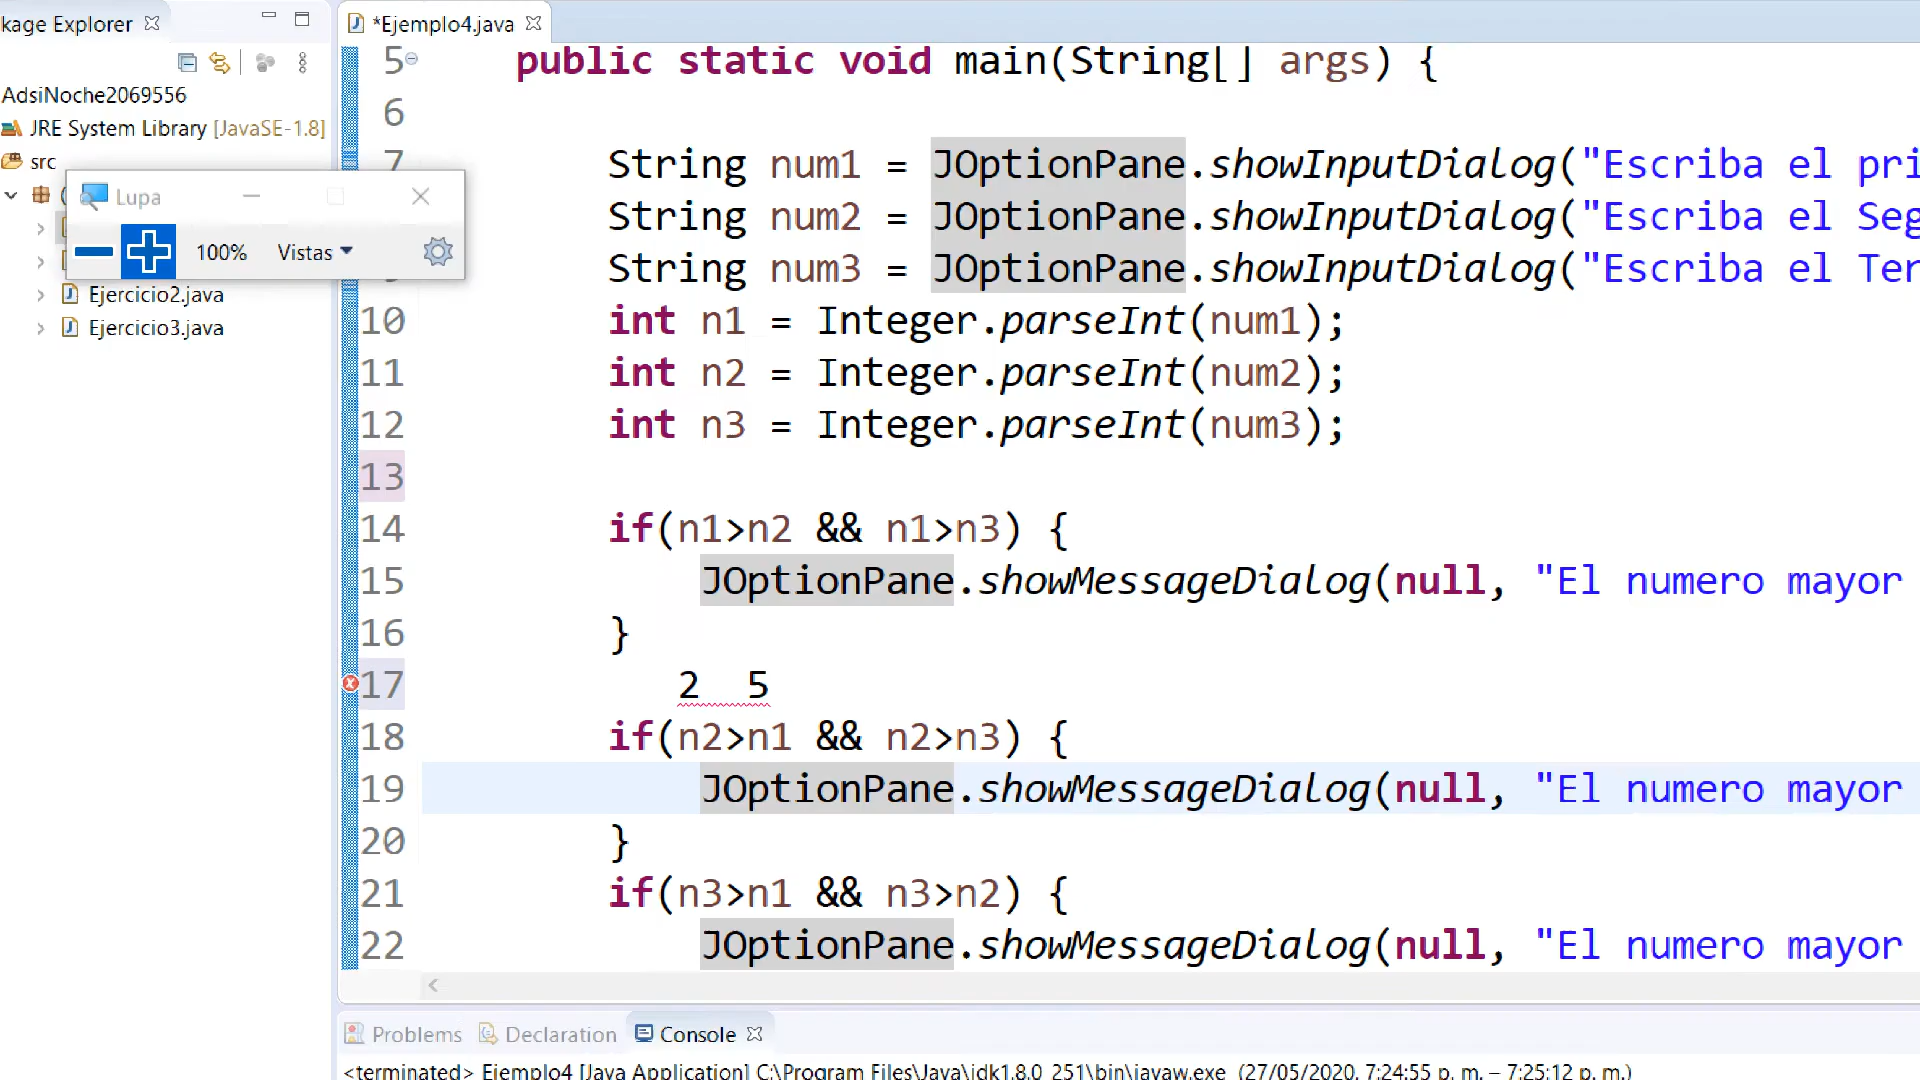 kage Explorer
*Ejemplo4.java
AdsiNoche2069556
JRE System Library [JavaSE-1.8]
src
Lupa
100% Vistas
Ejercicio2.java
Ejercicio3.java
5 public static void main(String[] args) {
6
7 String num1 = JOptionPane.showInputDialog("Escriba el pri
String num2 = JOptionPane.showInputDialog("Escriba el Seg
String num3 = JOptionPane.showInputDialog("Escriba el Ter
10 int n1 = Integer.parseInt(num1);
11 int n2 = Integer.parseInt(num2);
12 int n3 = Integer.parseInt(num3);
13
14 if(n1>n2 && n1>n3) {
15 JOptionPane.showMessageDialog(null, "El numero mayor
16 }
17 2 5
18 if(n2>n1 && n2>n3) {
19 JOptionPane.showMessageDialog(null, "El numero mayor
20 }
21 if(n3>n1 && n3>n2) {
22 JOptionPane.showMessageDialog(null, "El numero mayor
Problems Declaration Console
<terminated> Ejemplo4 [Java Application] C:\Program Files\Java\jdk1.8.0_251\bin\javaw.exe (27/05/2020, 7:24:55 p. m. – 7:25:12 p. m.)